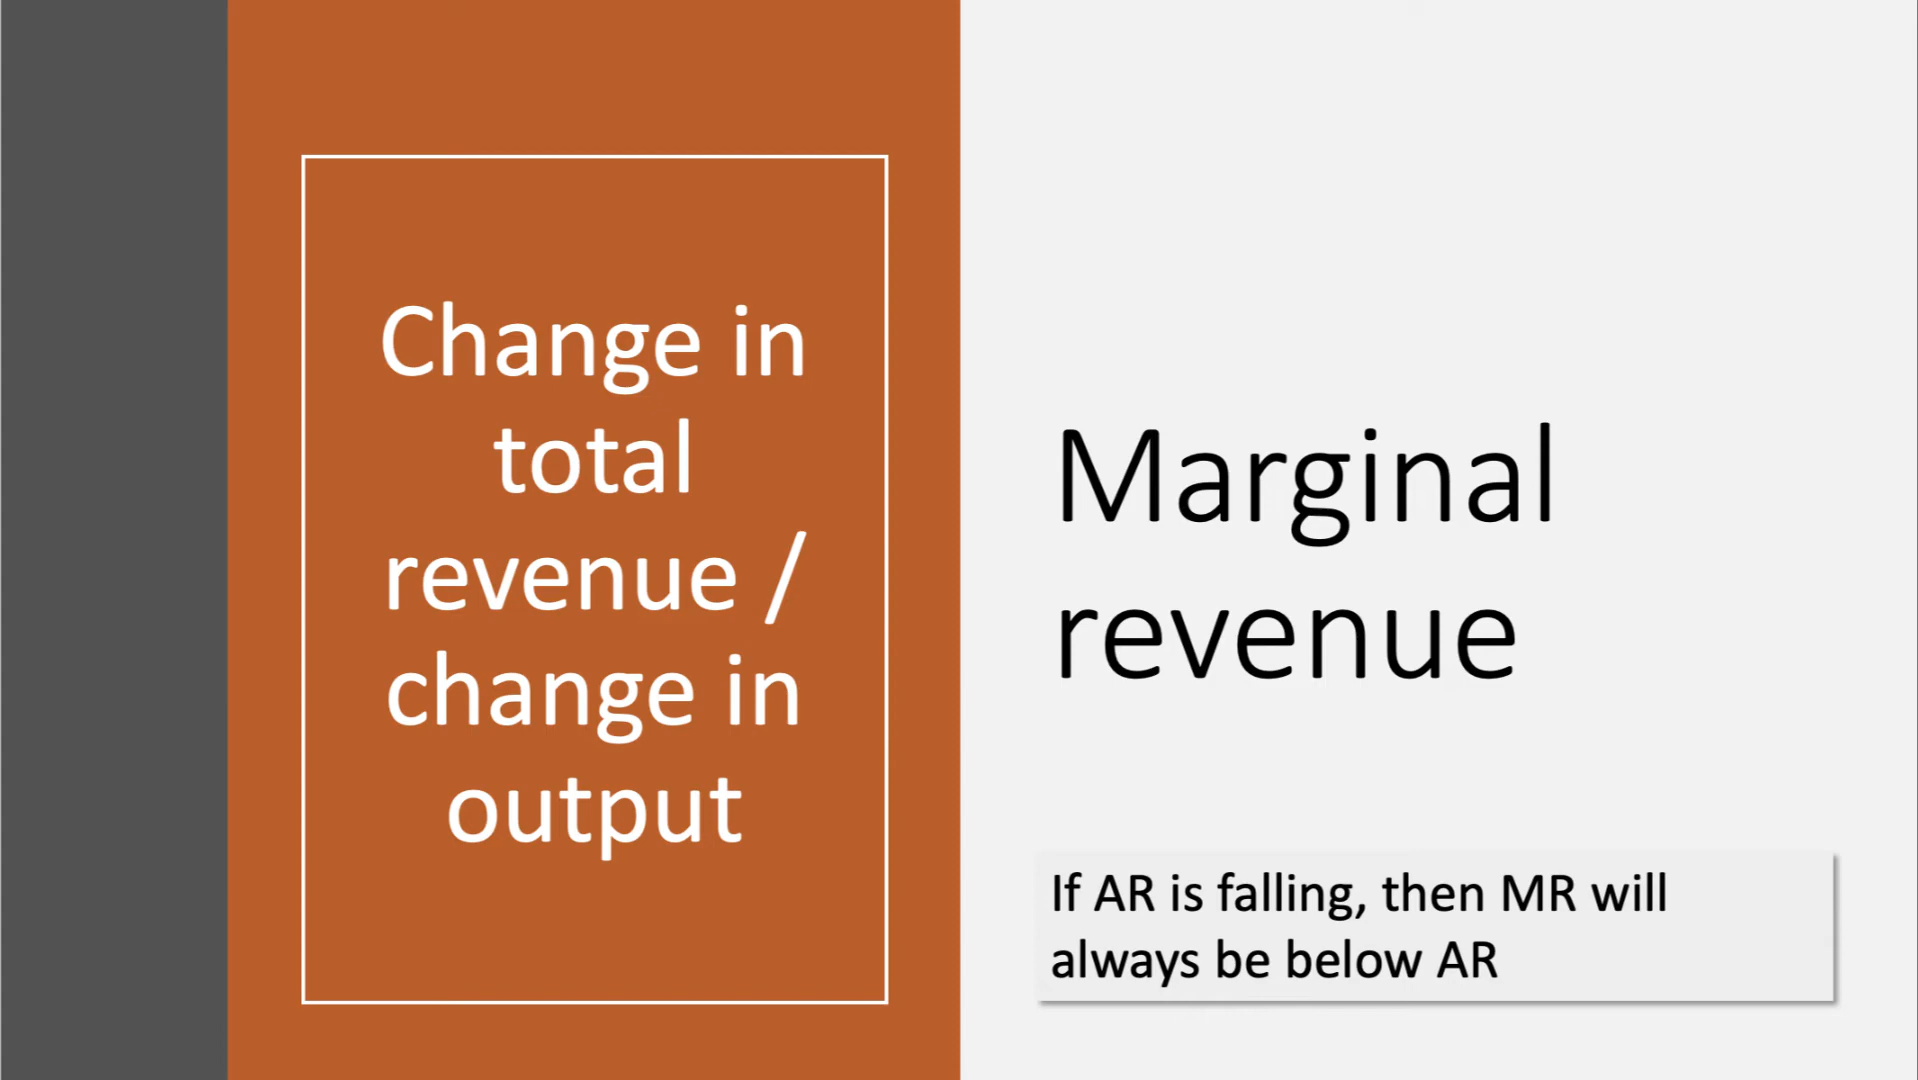 Change in
total
revenue /
change in
output
Marginal
revenue
If AR is falling, then MR will
always be below AR